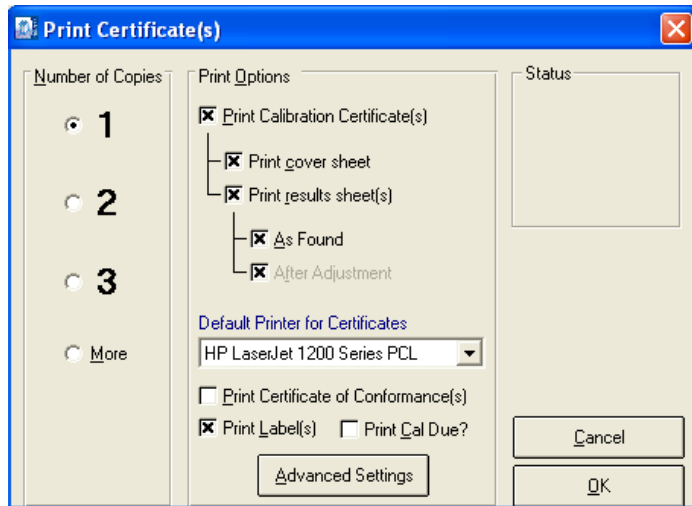 Print Certificate(s)
Number of Copies
1
2
3
More
Print Options
Print Calibration Certificate(s)
Print cover sheet
Print results sheet(s)
As Found
After Adjustment
Default Printer for Certificates
HP LaserJet 1200 Series PCL
Print Certificate of Conformance(s)
Print Label(s) Print Cal Due?
Advanced Settings
Status
Cancel
OK